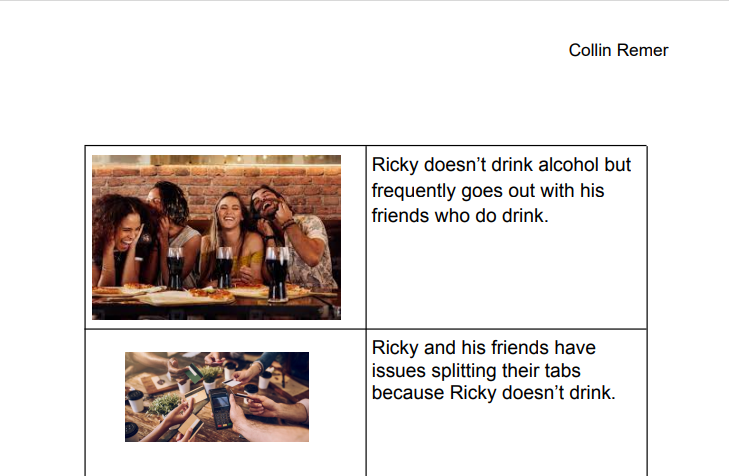 Collin Remer
Ricky doesn’t drink alcohol but
frequently goes out with his
friends who do drink.
Ricky and his friends have
issues splitting their tabs
because Ricky doesn’t drink.